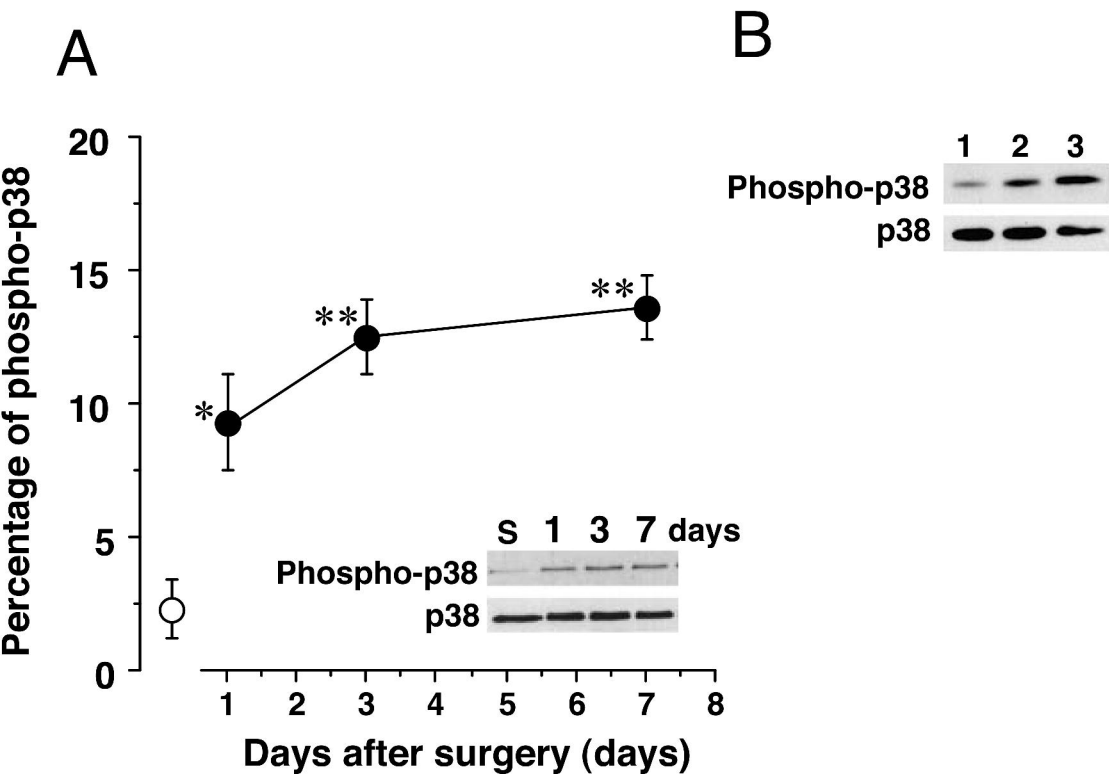 A
B
20
15
10
5
0
Percentage of phospho-p38
*
**
**
S 1 3 7 days
Phospho-p38
p38
1 2 3 4 5 6 7 8
Days after surgery (days)
1 2 3
Phospho-p38
p38